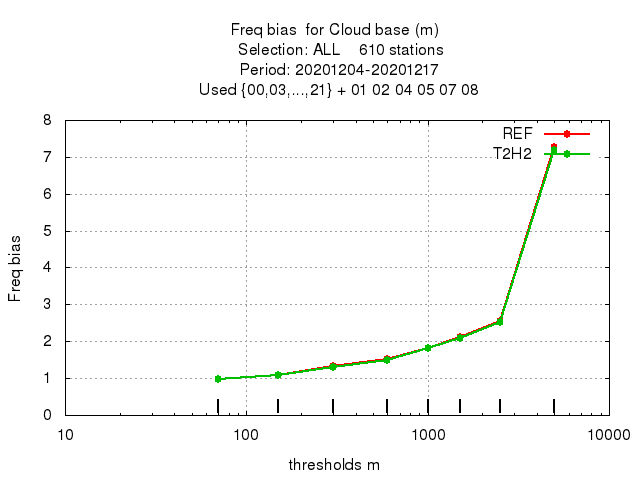 Freq bias  for Cloud base (m)
Selection: ALL    610 stations
Period: 20201204-20201217
Used {00,03,...,21} + 01 02 04 05 07 08
REF
T2H2
8
7
6
5
4
3
2
1
0
Freq bias
10
100
1000
10000
thresholds m